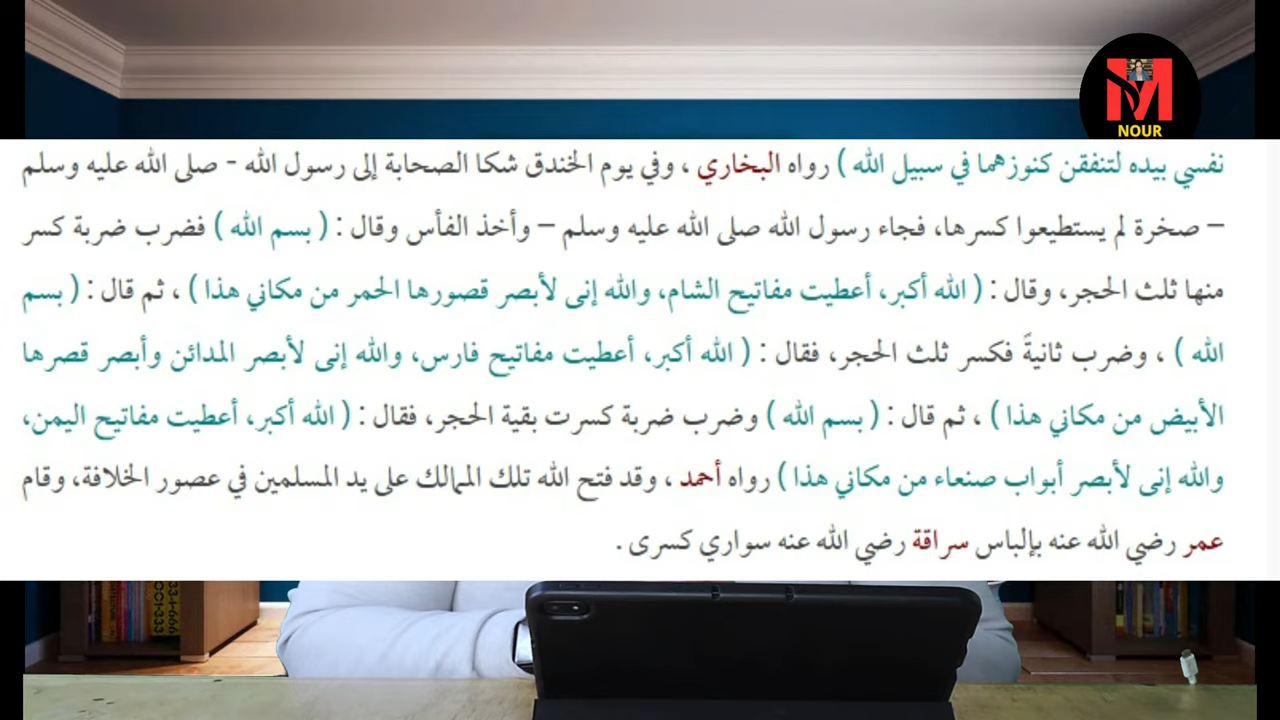 NOUR
نفسي بيده لتنفقن كنوزهما في سبيل الله ) رواه البخاري ، وفي يوم الخندق شكا الصحابة إلى رسول الله - صلى الله عليه وسلم
– صخرة لم يستطيعوا كسرها، فجاء رسول الله صلى الله عليه وسلم – وأخذ الفأس وقال : ( بسم الله ) فضرب ضربة كسر
منها ثلث الحجر، وقال : ( الله أكبر، أعطيت مفاتيح الشام، والله إنى لأبصر قصورها الحمر من مكاني هذا ) ، ثم قال : ( بسم
الله ) ، وضرب ثانيةً فكسر ثلث الحجر، فقال : ( الله أكبر، أعطيت مفاتيح فارس، والله إنى لأبصر المدائن وأبصر قصرها
الأبيض من مكاني هذا ) ، ثم قال : ( بسم الله ) وضرب ضربة كسرت بقية الحجر، فقال : ( الله أكبر، أعطيت مفاتيح اليمن،
والله إنى لأبصر أبواب صنعاء من مكاني هذا ) رواه أحمد ، وقد فتح الله تلك الممالك على يد المسلمين في عصور الخلافة، وقام
عمر رضي الله عنه بإلباس سراقة رضي الله عنه سواري كسرى .